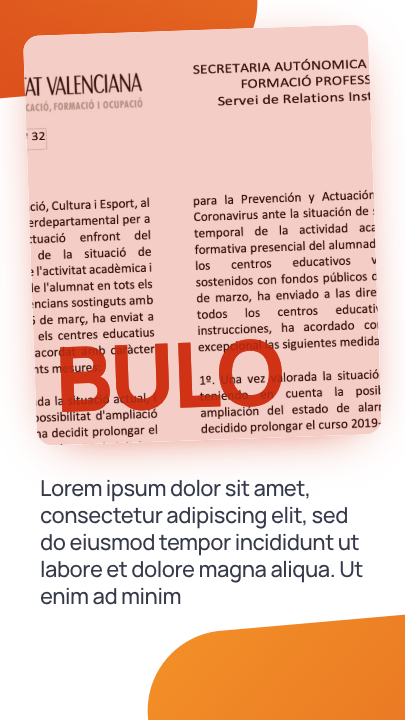 TAT VALENCIANA
CACIÓ, FORMACIÓ I OCUPACIÓ
32
SECRETARIA AUTÓNOMICA
FORMACIÓ PROFESS
Servei de Relations Inst
ció, Cultura i Esport, al
erdepartamental per a
ctuació enfront del
de la situació de
e l'activitat acadèmica i
de l'alumnat en tots els
encians sostinguts amb
5 de març, ha enviat a
els centres educatius
acordat amb caràcter
nts mesures
da la situació actual, i
possibilitat d'ampliació
ha decidit prolongar el
para la Prevención y Actuación
Coronavirus ante la situación de
temporal de la actividad aca
formativa presencial del alumnad
los centros educativos v
sostenidos con fondos públicos d
de marzo, ha enviado a las dire
todos los centros educativ
instrucciones, ha acordado con
excepcional las siguientes medida
1º. Una vez valorada la situació
teniendo en cuenta la posib
ampliación del estado de alar
decidido prolongar el curso 2019-
BULO
Lorem ipsum dolor sit amet,
consectetur adipiscing elit, sed
do eiusmod tempor incididunt ut
labore et dolore magna aliqua. Ut
enim ad minim